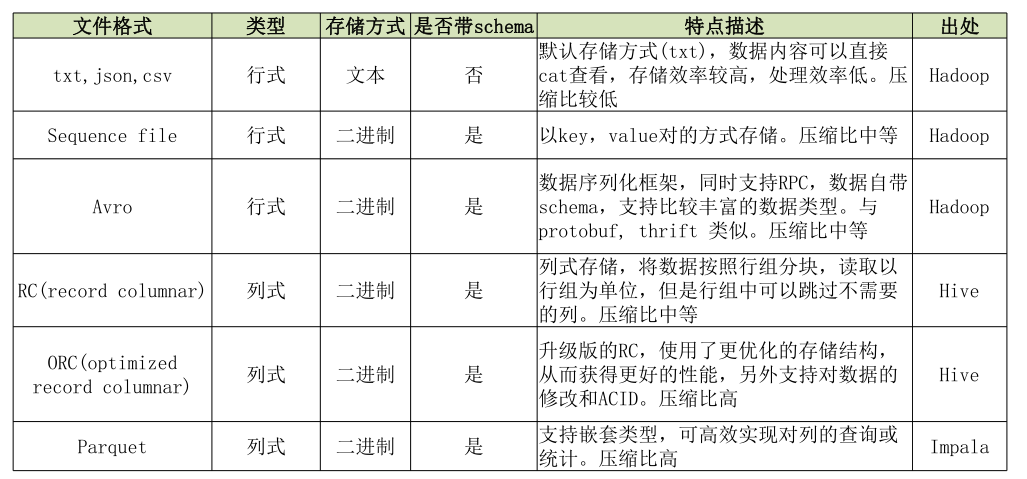 文件格式 类型 存储方式 是否带schema 特点描述 出处
txt,json,csv 行式 文本 否 默认存储方式(txt)，数据内容可以直接
cat查看，存储效率较高，处理效率低。压
缩比较低 Hadoop
Sequence file 行式 二进制 是 以key，value对的方式存储。压缩比中等 Hadoop
Avro 行式 二进制 是 数据序列化框架，同时支持RPC，数据自带
schema，支持比较丰富的数据类型。与
protobuf, thrift 类似。压缩比中等 Hadoop
RC(record columnar) 列式 二进制 是 列式存储，将数据按照行组分块，读取以
行组为单位，但是行组中可以跳过不需要
的列。压缩比中等 Hive
ORC(optimized
record columnar) 列式 二进制 是 升级版的RC，使用了更优化的存储结构，
从而获得更好的性能，另外支持对数据的
修改和ACID。压缩比高 Hive
Parquet 列式 二进制 是 支持嵌套类型，可高效实现对列的查询或
统计。压缩比高 Impala